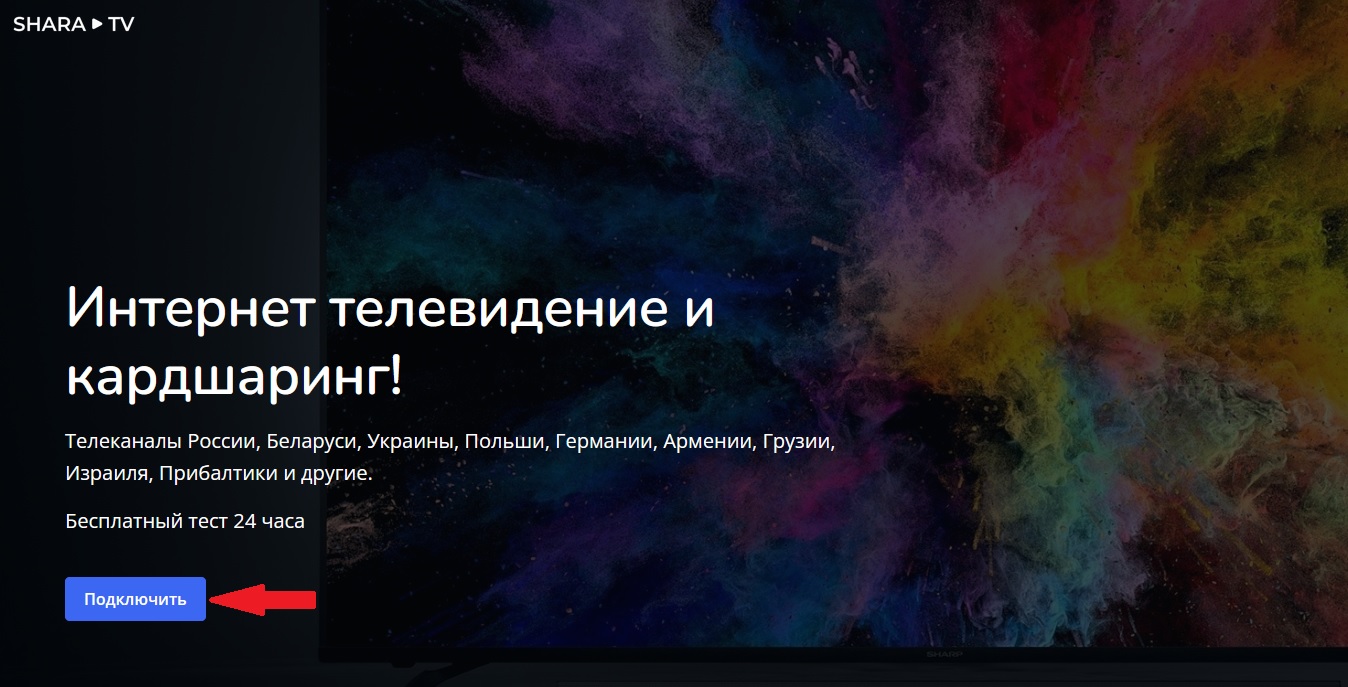 SHARA TV
Интернет телевидение и
кардшаринг!
Телеканалы России, Беларуси, Украины, Польши, Германии, Армении, Грузии,
Израиля, Прибалтики и другие.
Бесплатный тест 24 часа
Подключить
SHARP